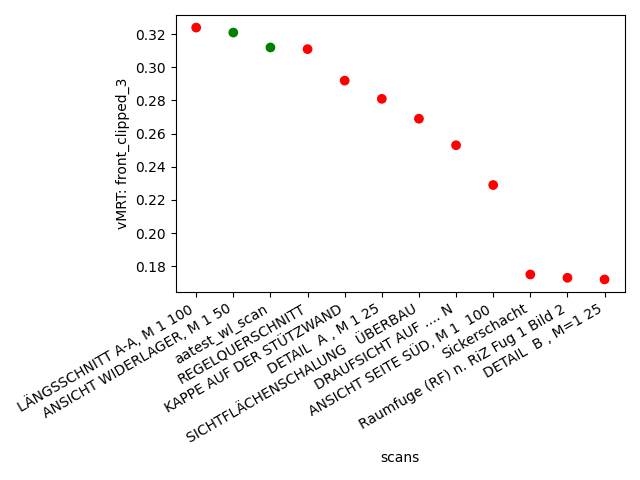 vMRT: front_clipped_3
0.32
0.30
0.28
0.26
0.24
0.22
0.20
0.18
LÄNGSSCHNITT A-A, M 1 100
ANSICHT WIDERLAGER, M 1 50
aatest_wl_scan
REGELQUERSCHNITT
KAPPE AUF DER STÜTZWAND
DETAIL  A , M 1 25
SICHTFLÄCHENSCHALUNG   ÜBERBAU
DRAUFSICHT AUF .... N
ANSICHT SEITE SÜD, M 1  100
Sickerschacht
Raumfuge (RF) n. RiZ Fug 1 Bild 2
DETAIL  B , M=1 25
scans